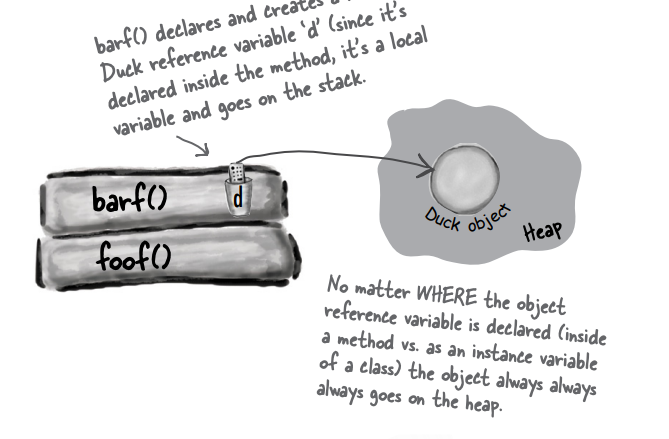 barf() declares and creates a
Duck reference variable 'd' (since it's
declared inside the method, it's a local
variable and goes on the stack.
barf()
d
foof()
Duck object
Heap
No matter WHERE the object
reference variable is declared (inside
a method vs. as an instance variable
of a class) the object always always
always goes on the heap.